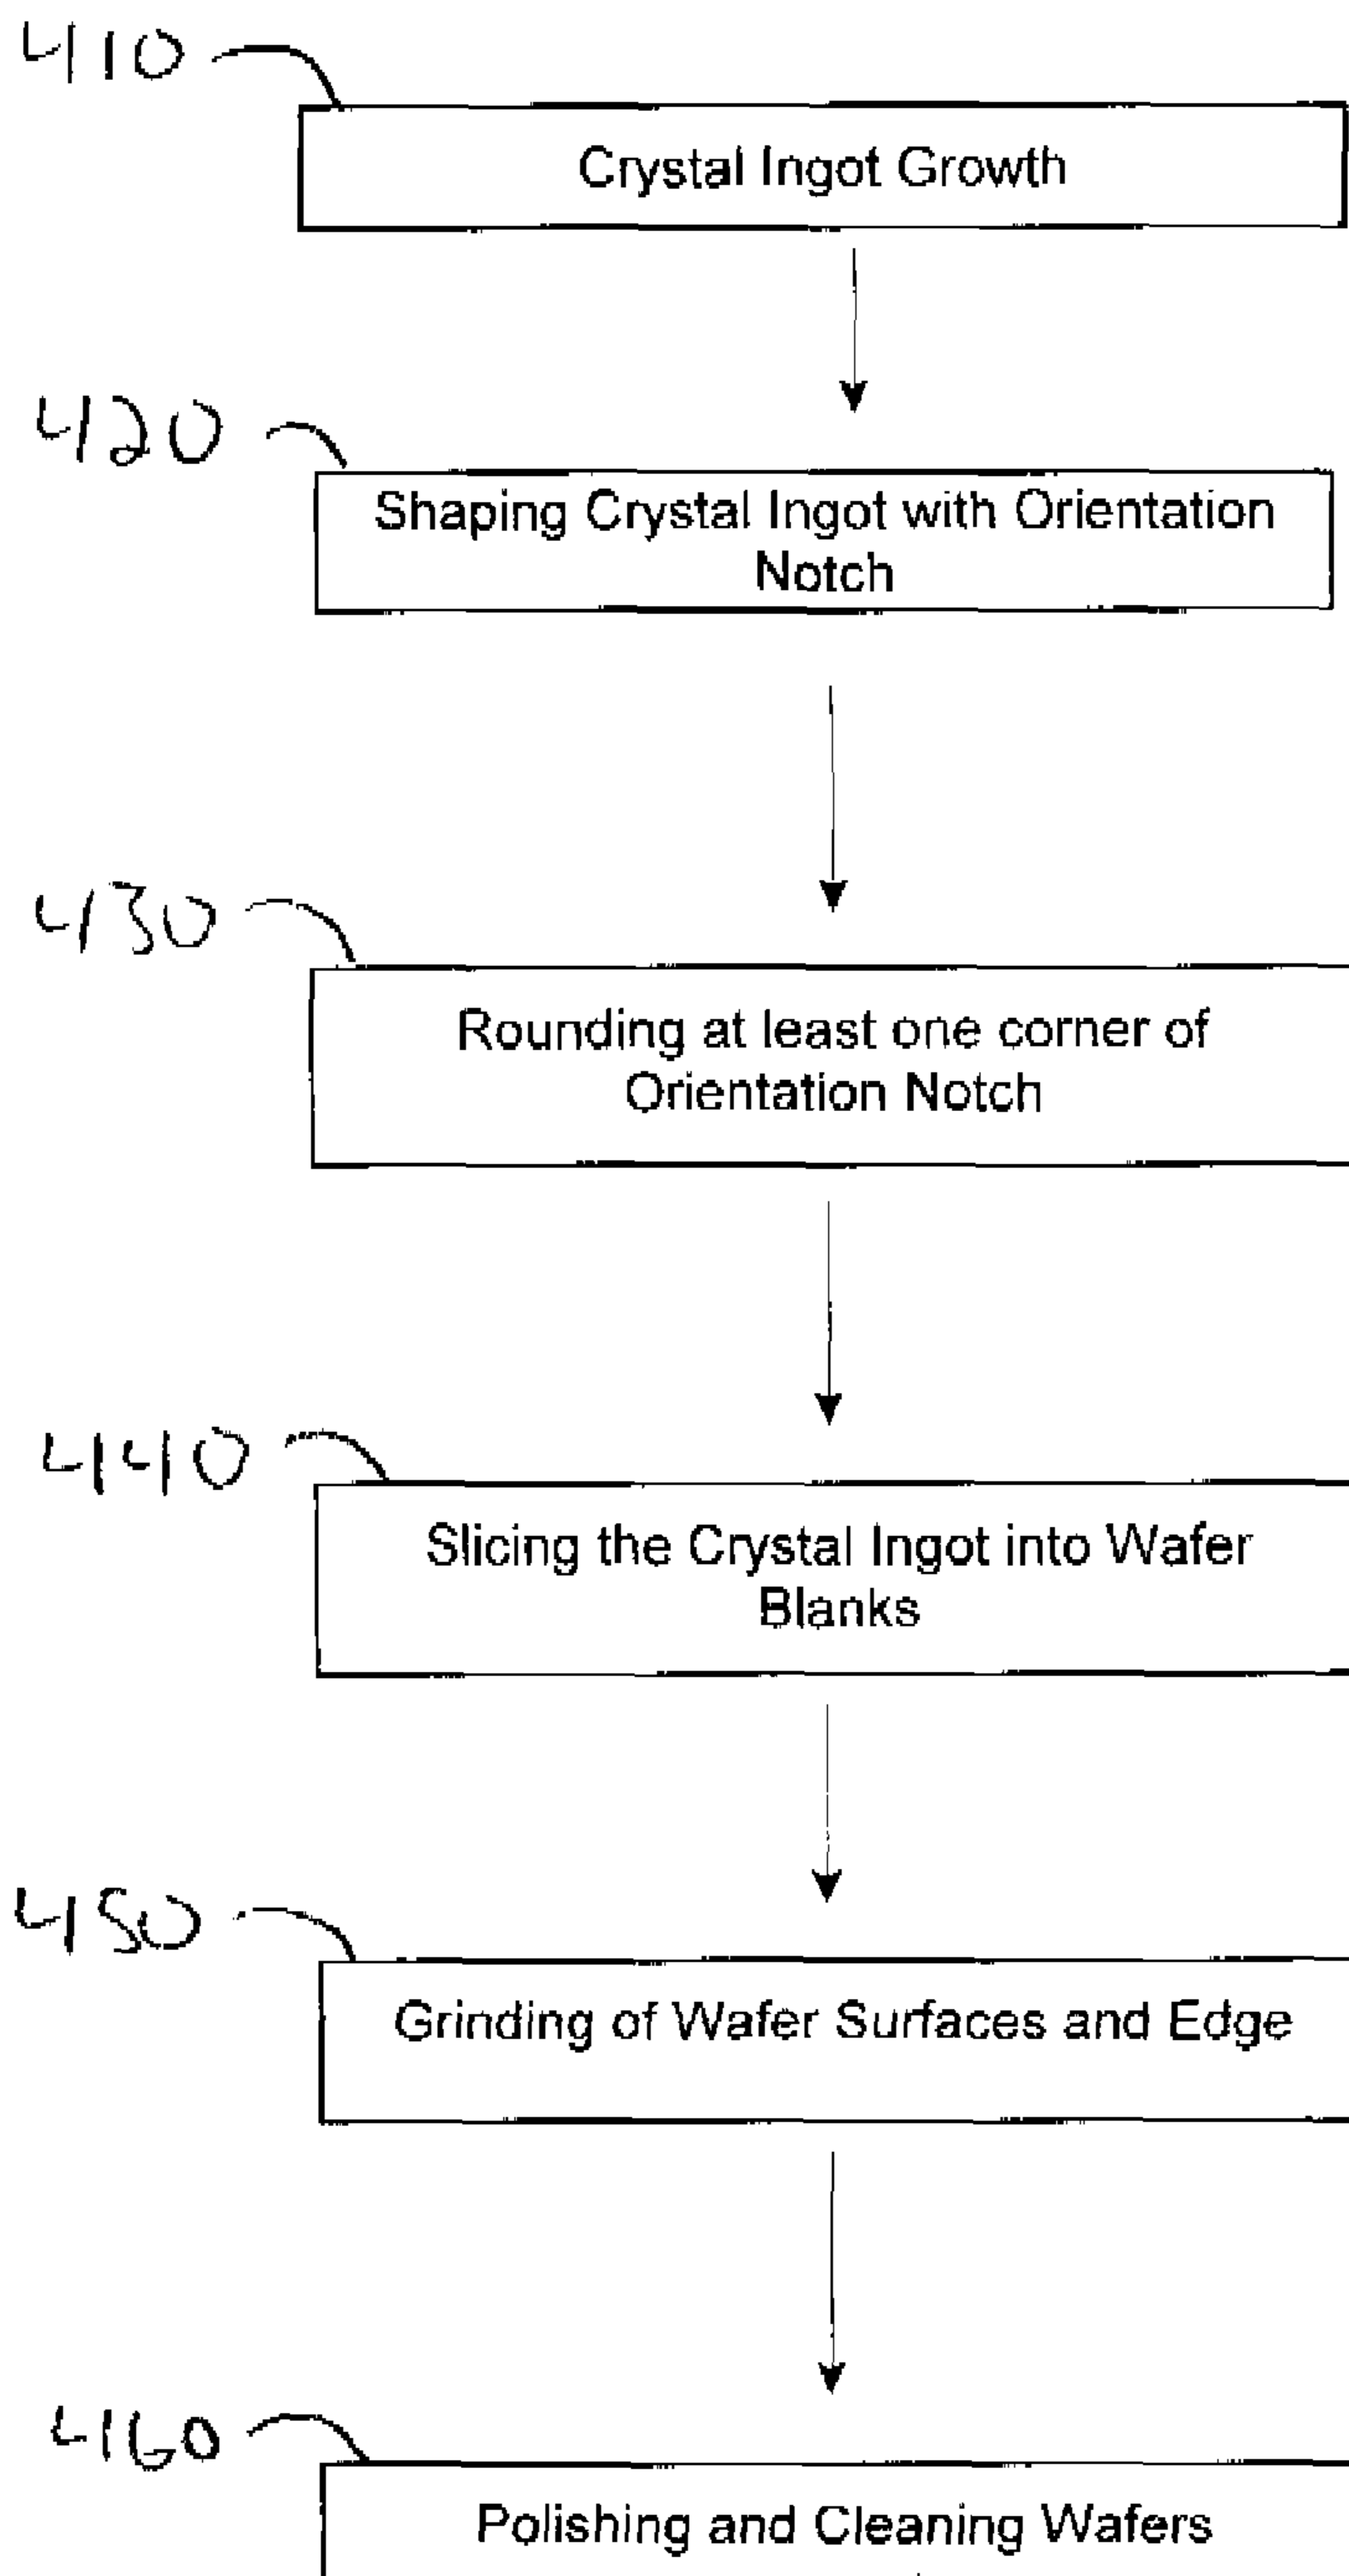 410
Crystal Ingot Growth
420
Shaping Crystal Ingot with Orientation
Notch
430
Rounding at least one corner of
Orientation Notch
440
Slicing the Crystal Ingot into Wafer
Blanks
450
Grinding of Wafer Surfaces and Edge
460
Polishing and Cleaning Wafers